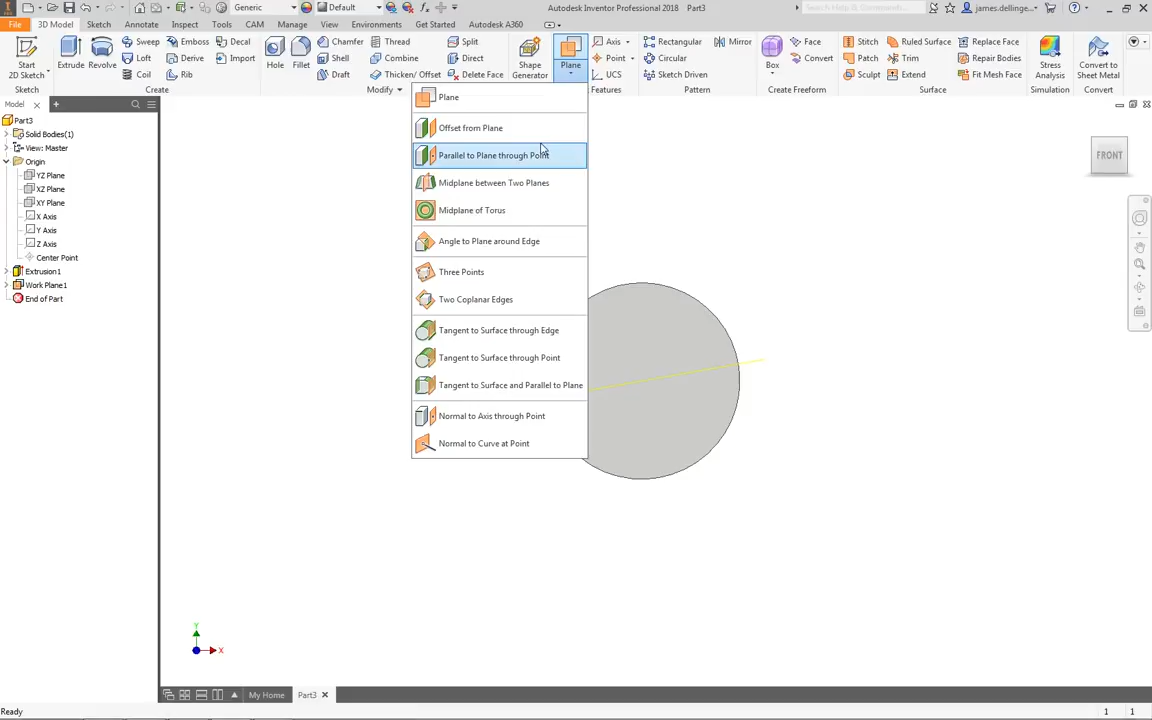 Generic
Default
Autodesk Inventor Professional 2018 Part3
james.dellinge...
File 3D Model Sketch Annotate Inspect Tools CAM Manage View Environments Get Started Autodesk A360
Start
2D Sketch
Sketch
Extrude
Revolve
Sweep
Loft
Coil
Emboss
Derive
Rib
Decal
Import
Create
Hole
Fillet
Chamfer
Shell
Draft
Thread
Combine
Thicken/ Offset
Split
Direct
Delete Face
Modify
Shape
Generator
Plane
Axis
Point
UCS
Features
Rectangular
Circular
Sketch Driven
Mirror
Pattern
Box
Face
Convert
Create Freeform
Stitch
Patch
Sculpt
Ruled Surface
Trim
Extend
Replace Face
Repair Bodies
Fit Mesh Face
Surface
Stress
Analysis
Simulation
Convert to
Sheet Metal
Convert
Model
Part3
Solid Bodies(1)
View: Master
Origin
YZ Plane
XZ Plane
XY Plane
X Axis
Y Axis
Z Axis
Center Point
Extrusion1
Work Plane1
End of Part
Plane
Offset from Plane
Parallel to Plane through Point
Midplane between Two Planes
Midplane of Torus
Angle to Plane around Edge
Three Points
Two Coplanar Edges
Tangent to Surface through Edge
Tangent to Surface through Point
Tangent to Surface and Parallel to Plane
Normal to Axis through Point
Normal to Curve at Point
FRONT
Y
X
My Home Part3
Ready 1 1